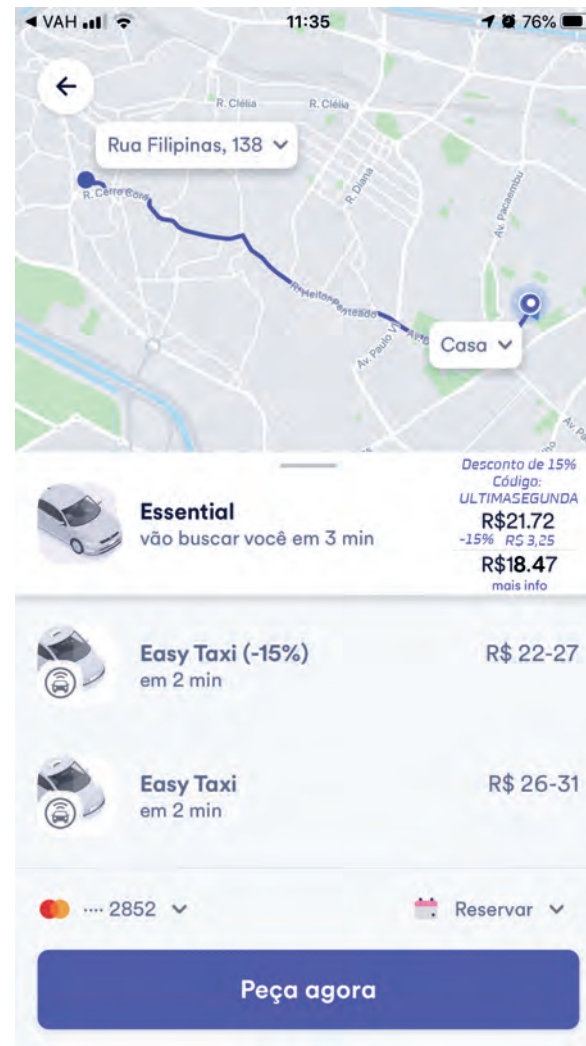 VAH
11:35
76%
R. Clélia
R. Clélia
Rua Filipinas, 138
R. Cerro Corá
R. Diana
Av. Pacaembu
R. Heitor Penteado
Av. Paulo VI
Casa
Desconto de 15%
Código:
ULTIMASEGUNDA
Essential
R$21.72
vão buscar você em 3 min
-15% R$ 3,25
R$18.47
mais info
Easy Taxi (-15%)
R$ 22-27
em 2 min
Easy Taxi
R$ 26-31
em 2 min
.... 2852
Reservar
Peça agora